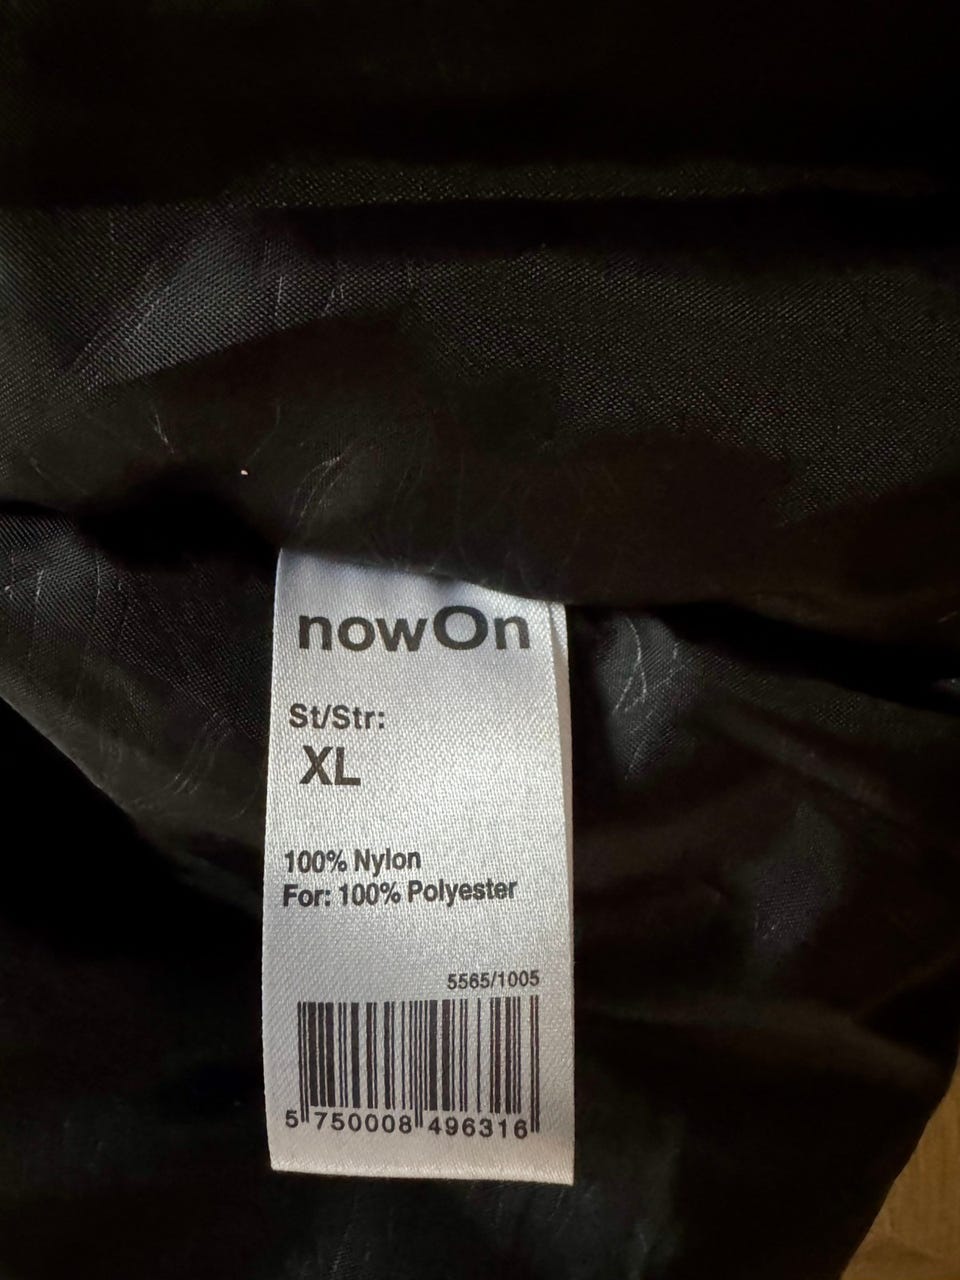 nowOn
St/Str:
XL
100% Nylon
For: 100% Polyester
5565/1005
5 750008 496316